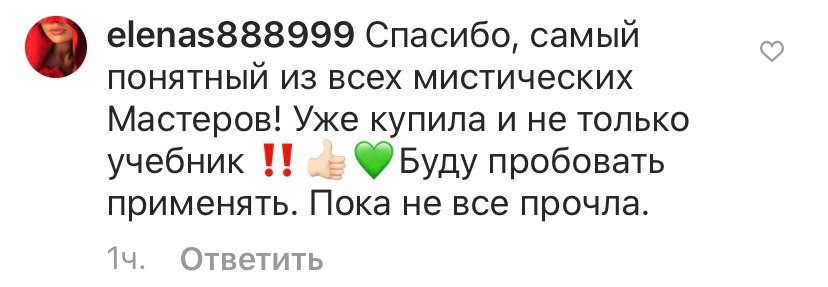 elenas888999 Спасибо, самый
понятный из всех мистических
Мастеров! Уже купила и не только
учебник ‼️👍🏻💚Буду пробовать
применять. Пока не все прочла.
1ч. Ответить